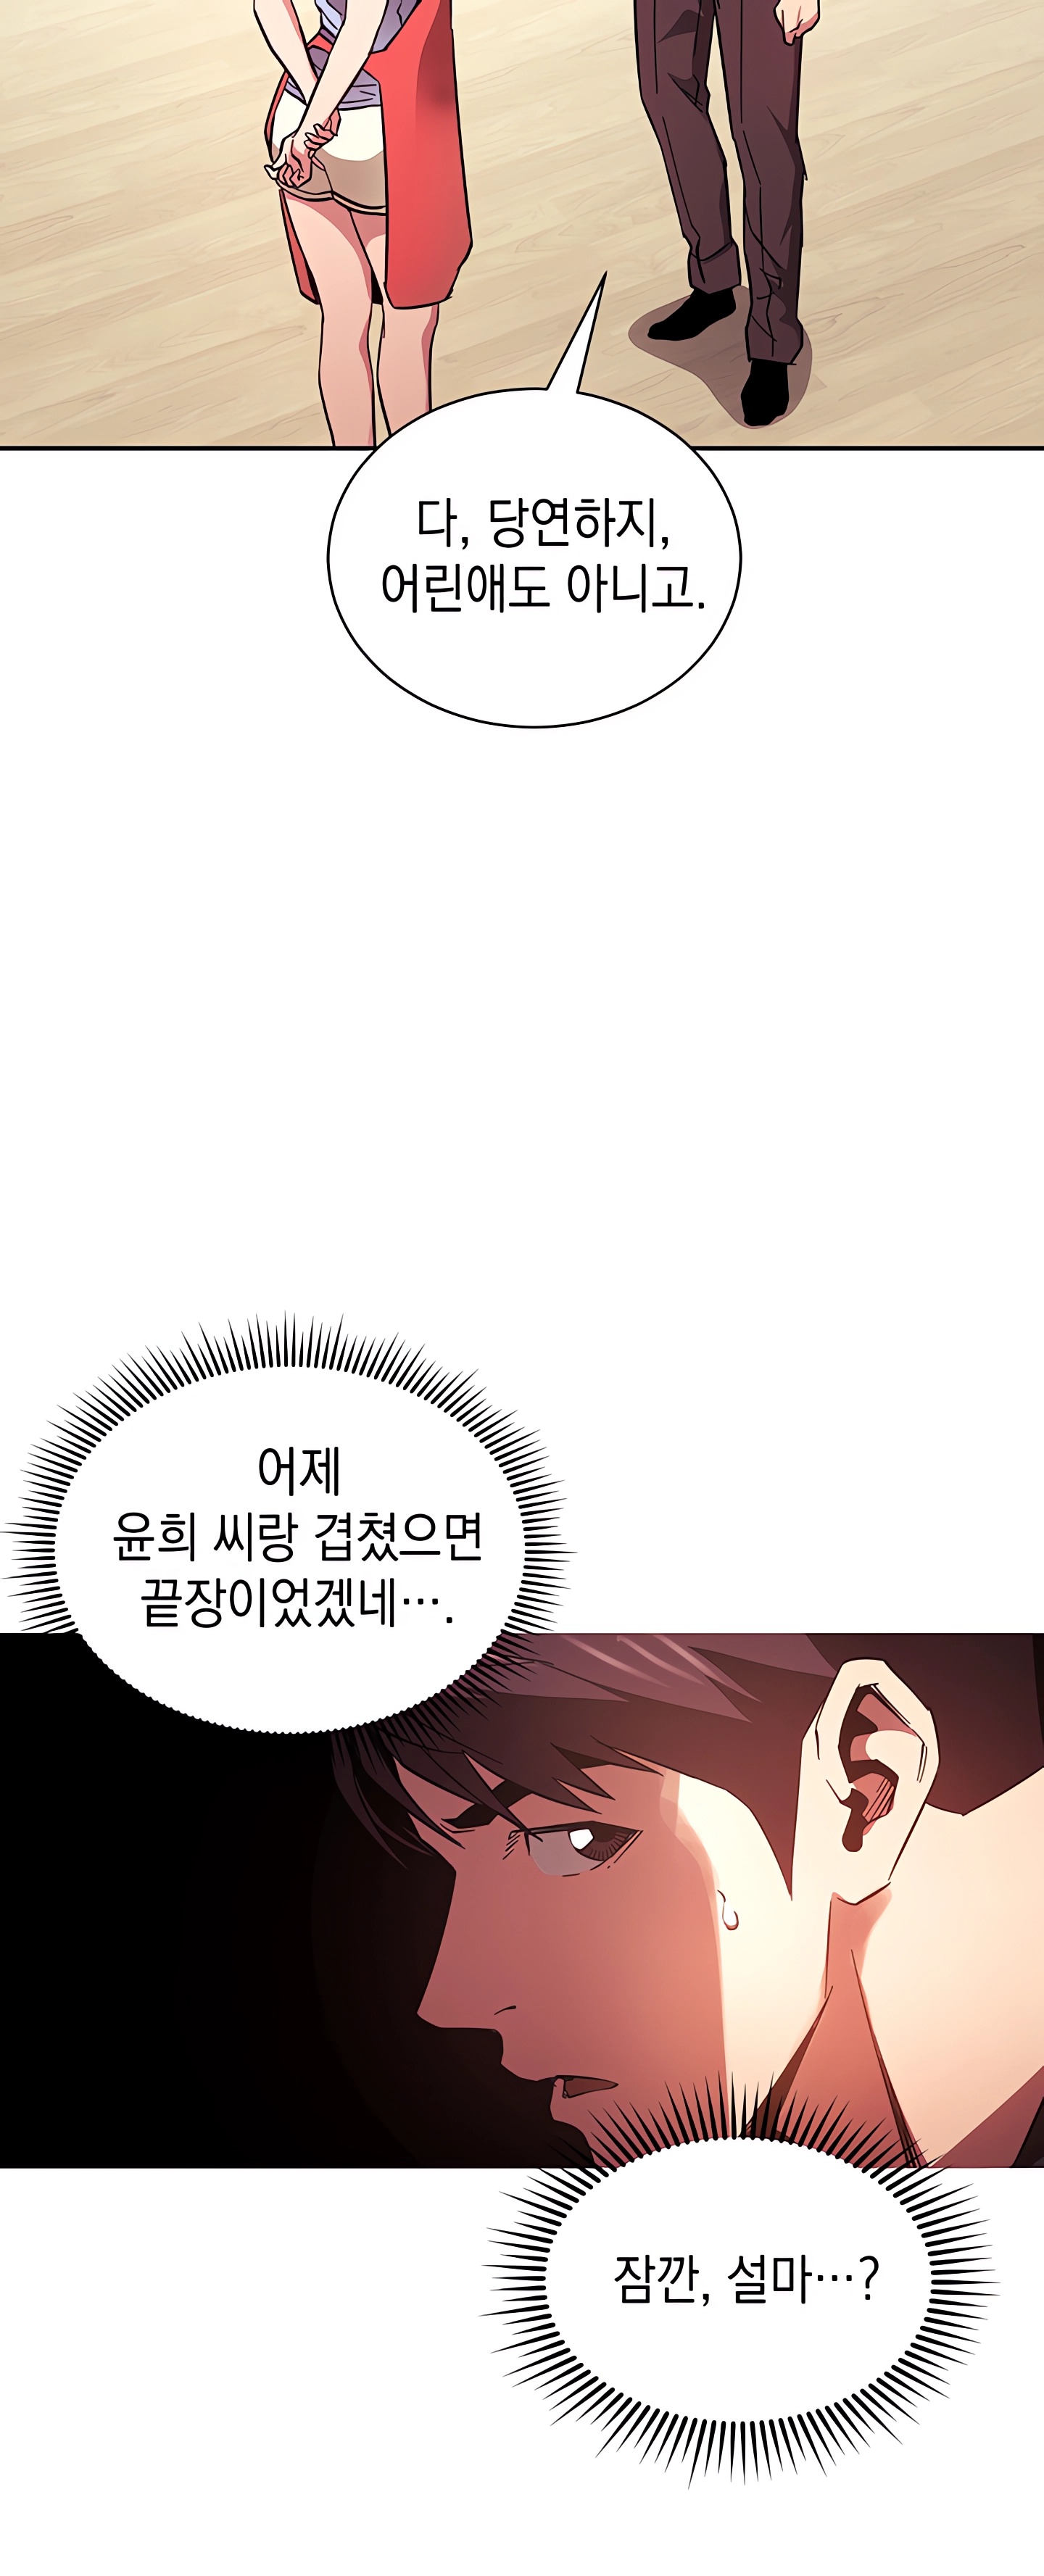 다, 당연하지,
어린애도 아니고.
어제
윤희 씨랑 겹쳤으면
끝장이었겠네….
잠깐, 설마…?